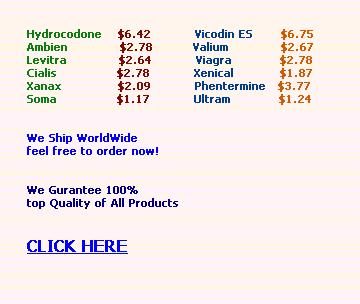 Hydrocodone $6.42 Vicodin ES $6.75
Ambien $2.78 Valium $2.67
Levitra $2.64 Viagra $2.78
Cialis $2.78 Xenical $1.87
Xanax $2.09 Phentermine $3.77
Soma $1.17 Ultram $1.24
We Ship WorldWide
feel free to order now!
We Gurantee 100%
top Quality of All Products
CLICK HERE